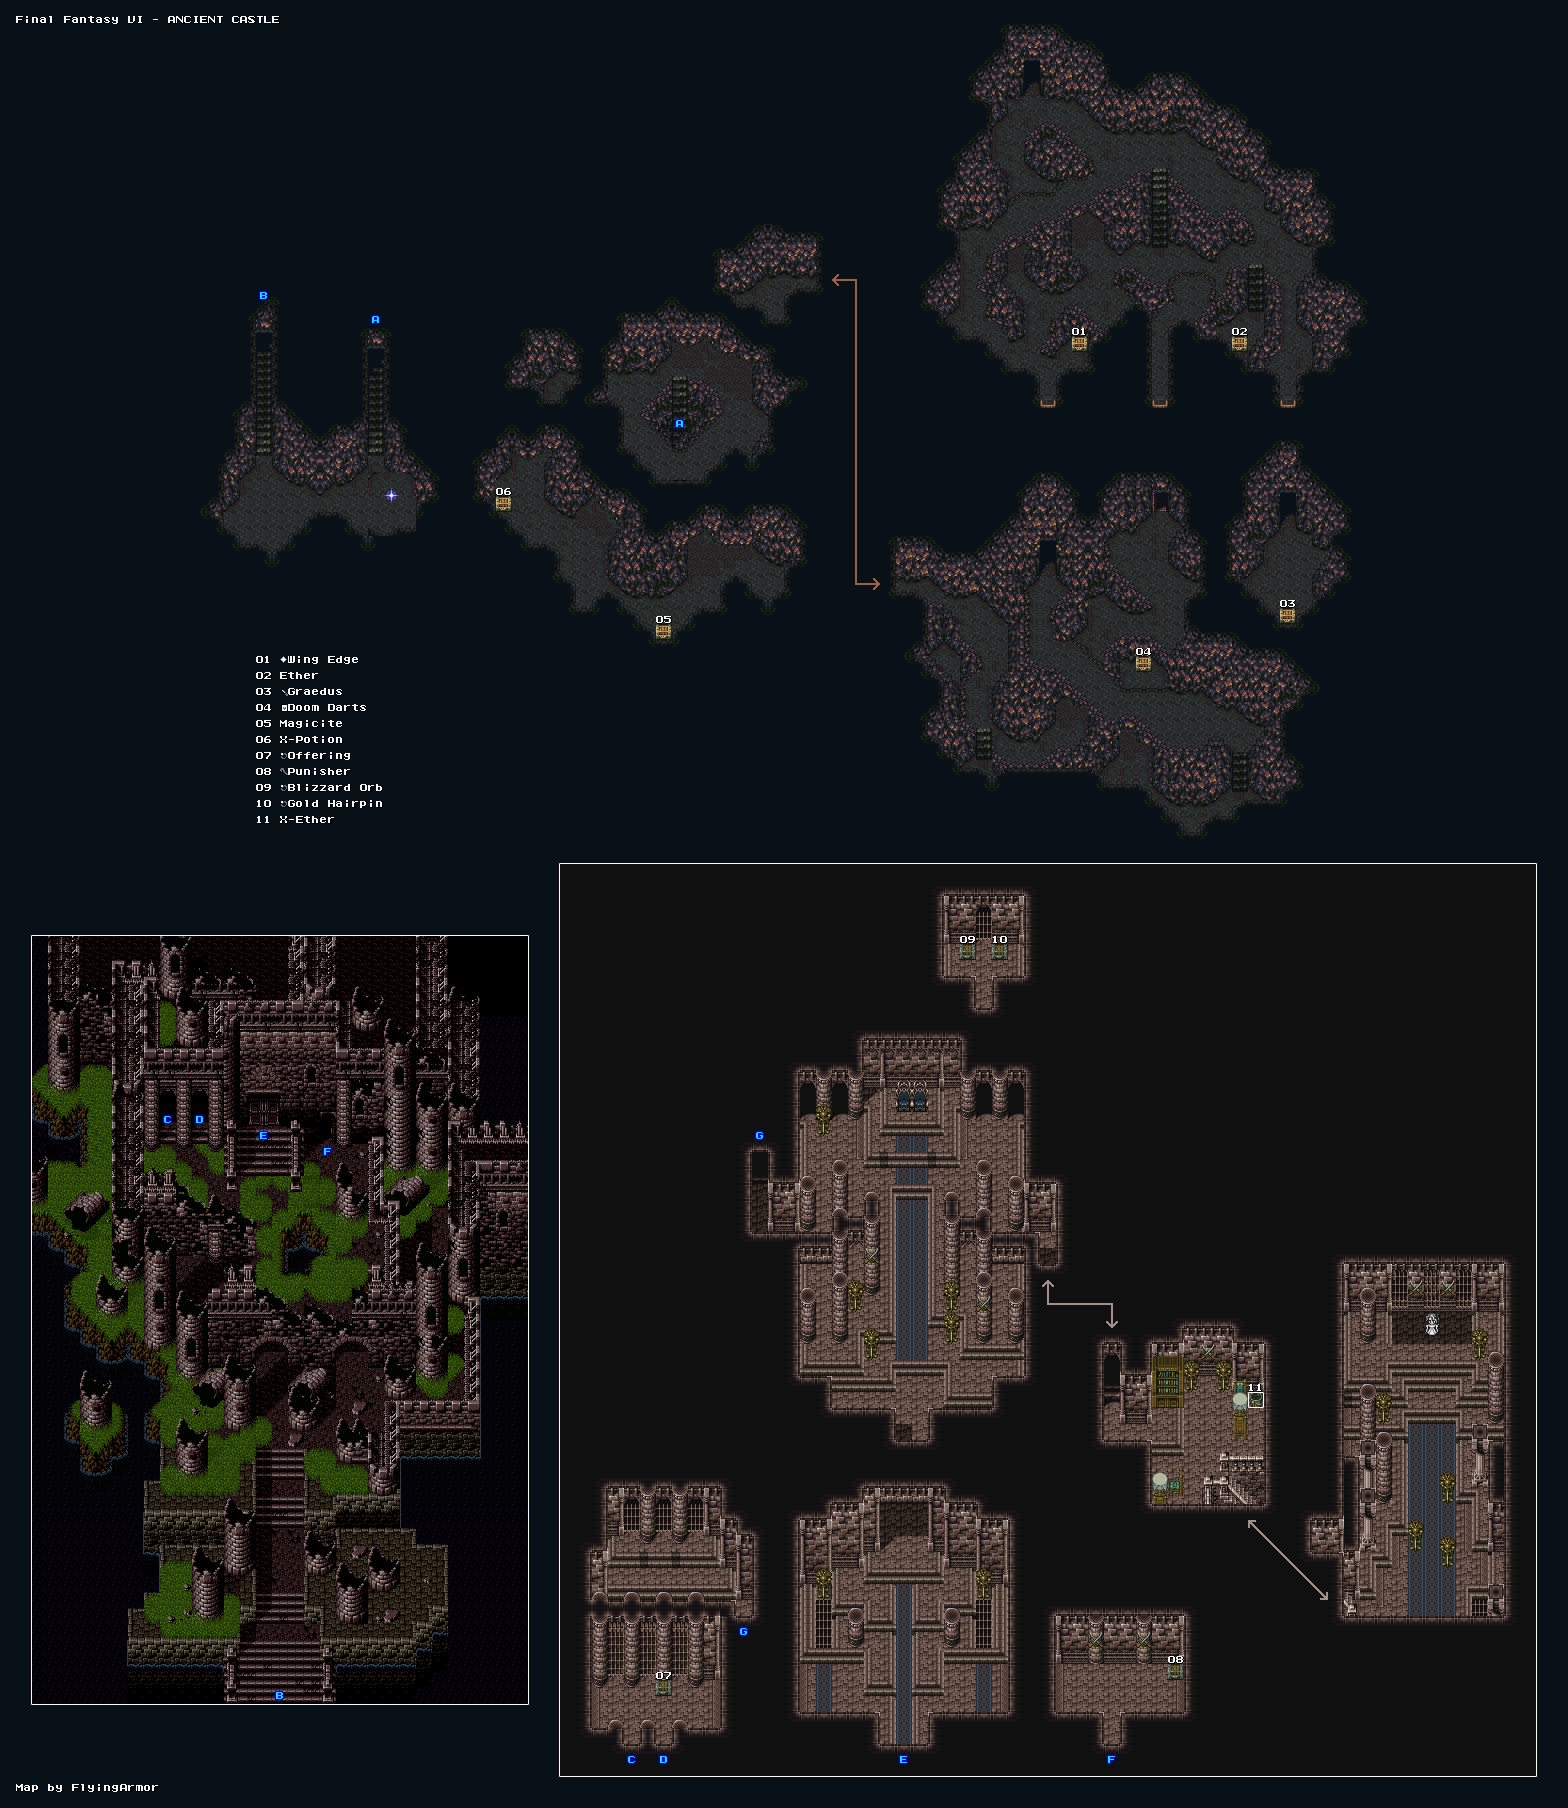 Final Fantasy VI - ANCIENT CASTLE
B
A
01
02
A
06
03
05
04
01 Wing Edge
02 Ether
03 Graedus
04 Doom Darts
05 Magicite
06 X-Potion
07 Offering
08 Punisher
09 Blizzard Orb
10 Gold Hairpin
11 X-Ether
09 10
C D
E
F
G
11
G
07
08
B
C D E F
Map by FlyingArmor